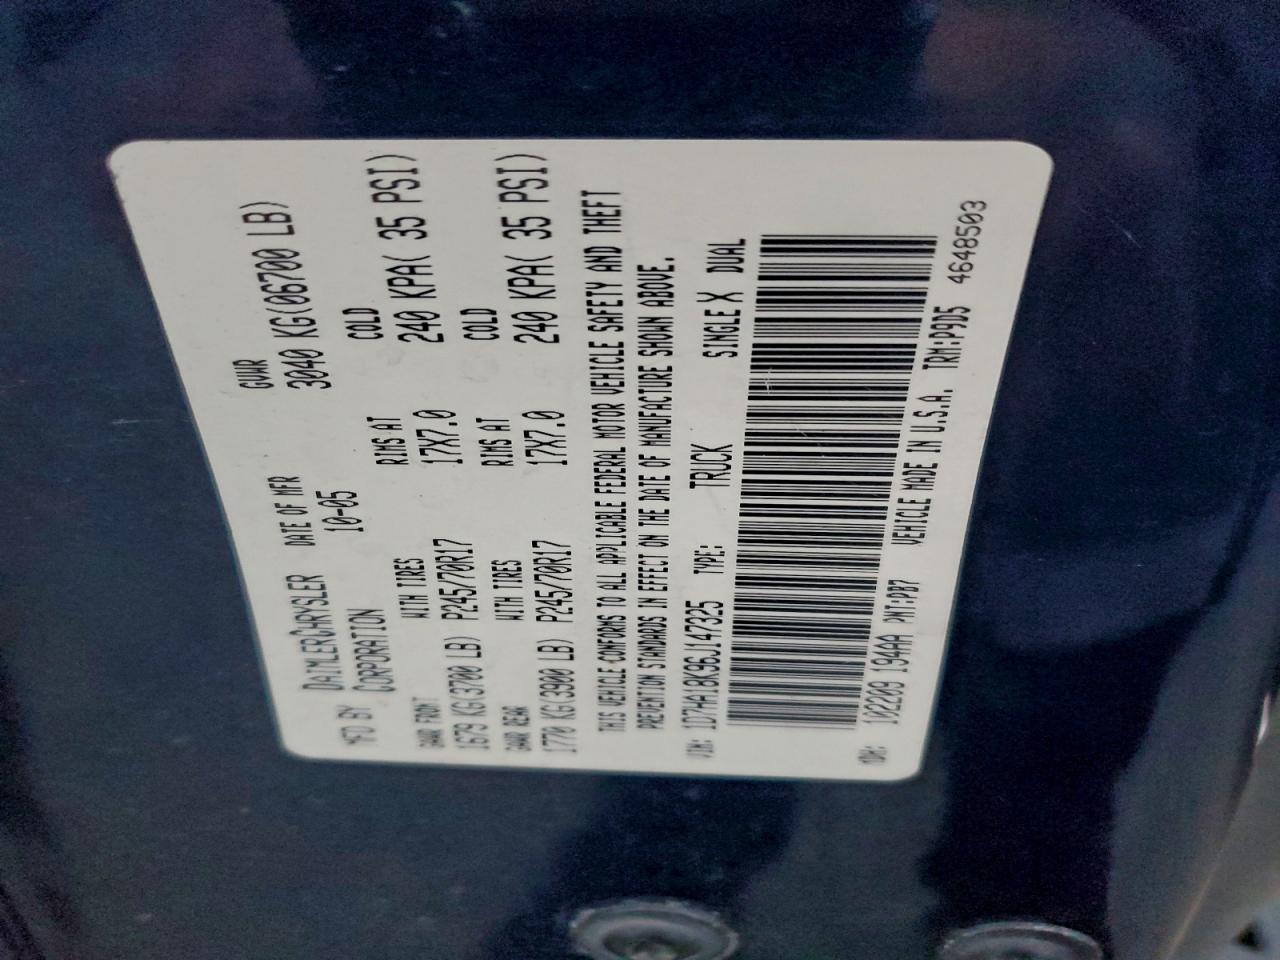 MFD BY DAIMLERCHRYSLER CORPORATION DATE OF MFR 10-05 GVWR 3040 KG(06700 LB)
GAWR FRONT WITH TIRES RIMS AT COLD
1679 KG(3700 LB) P245/70R17 17X7.0 240 KPA( 35 PSI)
GAWR REAR WITH TIRES RIMS AT COLD
1770 KG(3900 LB) P245/70R17 17X7.0 240 KPA( 35 PSI)
THIS VEHICLE CONFORMS TO ALL APPLICABLE FEDERAL MOTOR VEHICLE SAFETY AND THEFT
PREVENTION STANDARDS IN EFFECT ON THE DATE OF MANUFACTURE SHOWN ABOVE.
VIN: 1D7HA18K96J147325 TYPE: TRUCK SINGLE X DUAL
MDH: 102209 194AA PNT:PB7 VEHICLE MADE IN U.S.A. TRM:P9D5 4648503